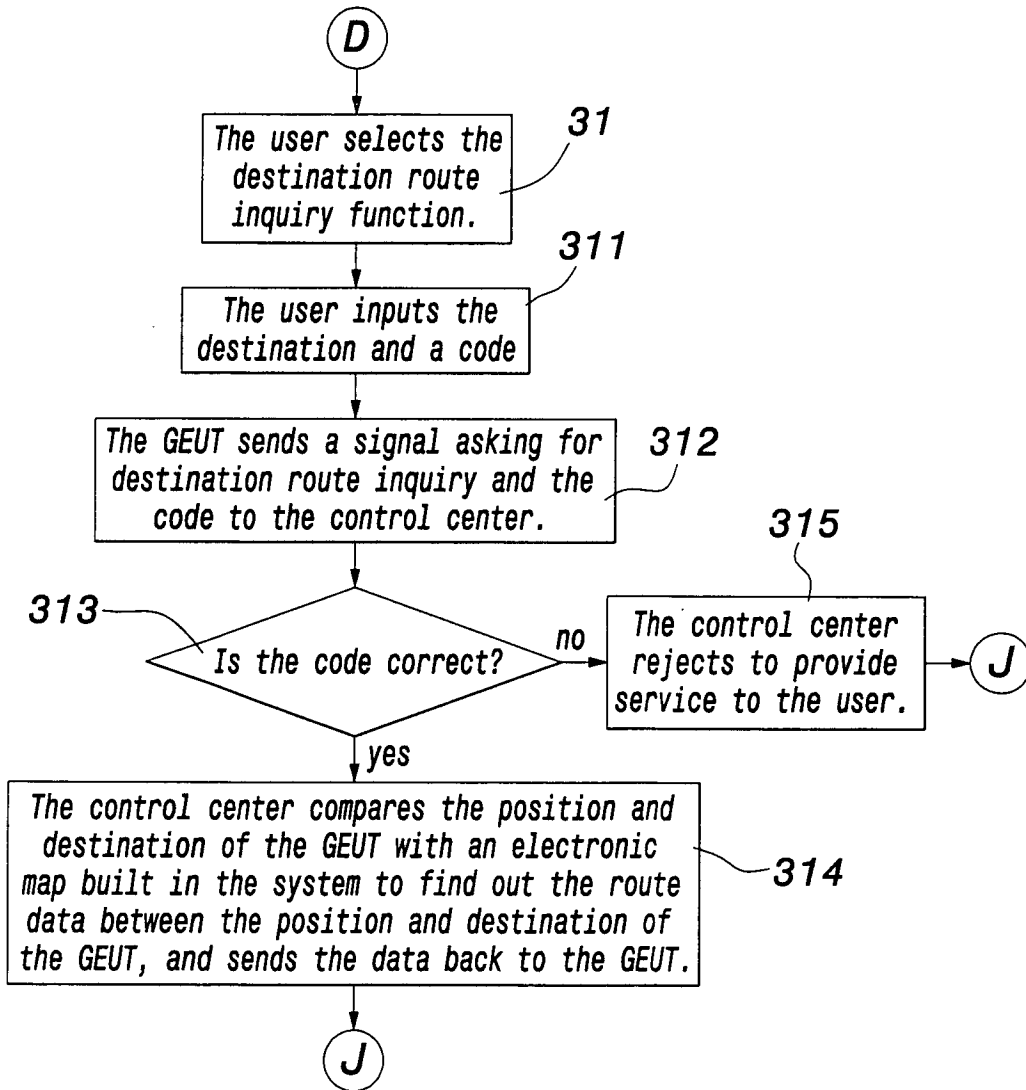 D
The user selects the
destination route
inquiry function.
31
The user inputs the
destination and a code
311
The GEUT sends a signal asking for
destination route inquiry and the
code to the control center.
312
Is the code correct?
313
no
The control center
rejects to provide
service to the user.
315
J
yes
The control center compares the position and
destination of the GEUT with an electronic
map built in the system to find out the route
data between the position and destination of
the GEUT, and sends the data back to the GEUT.
314
J